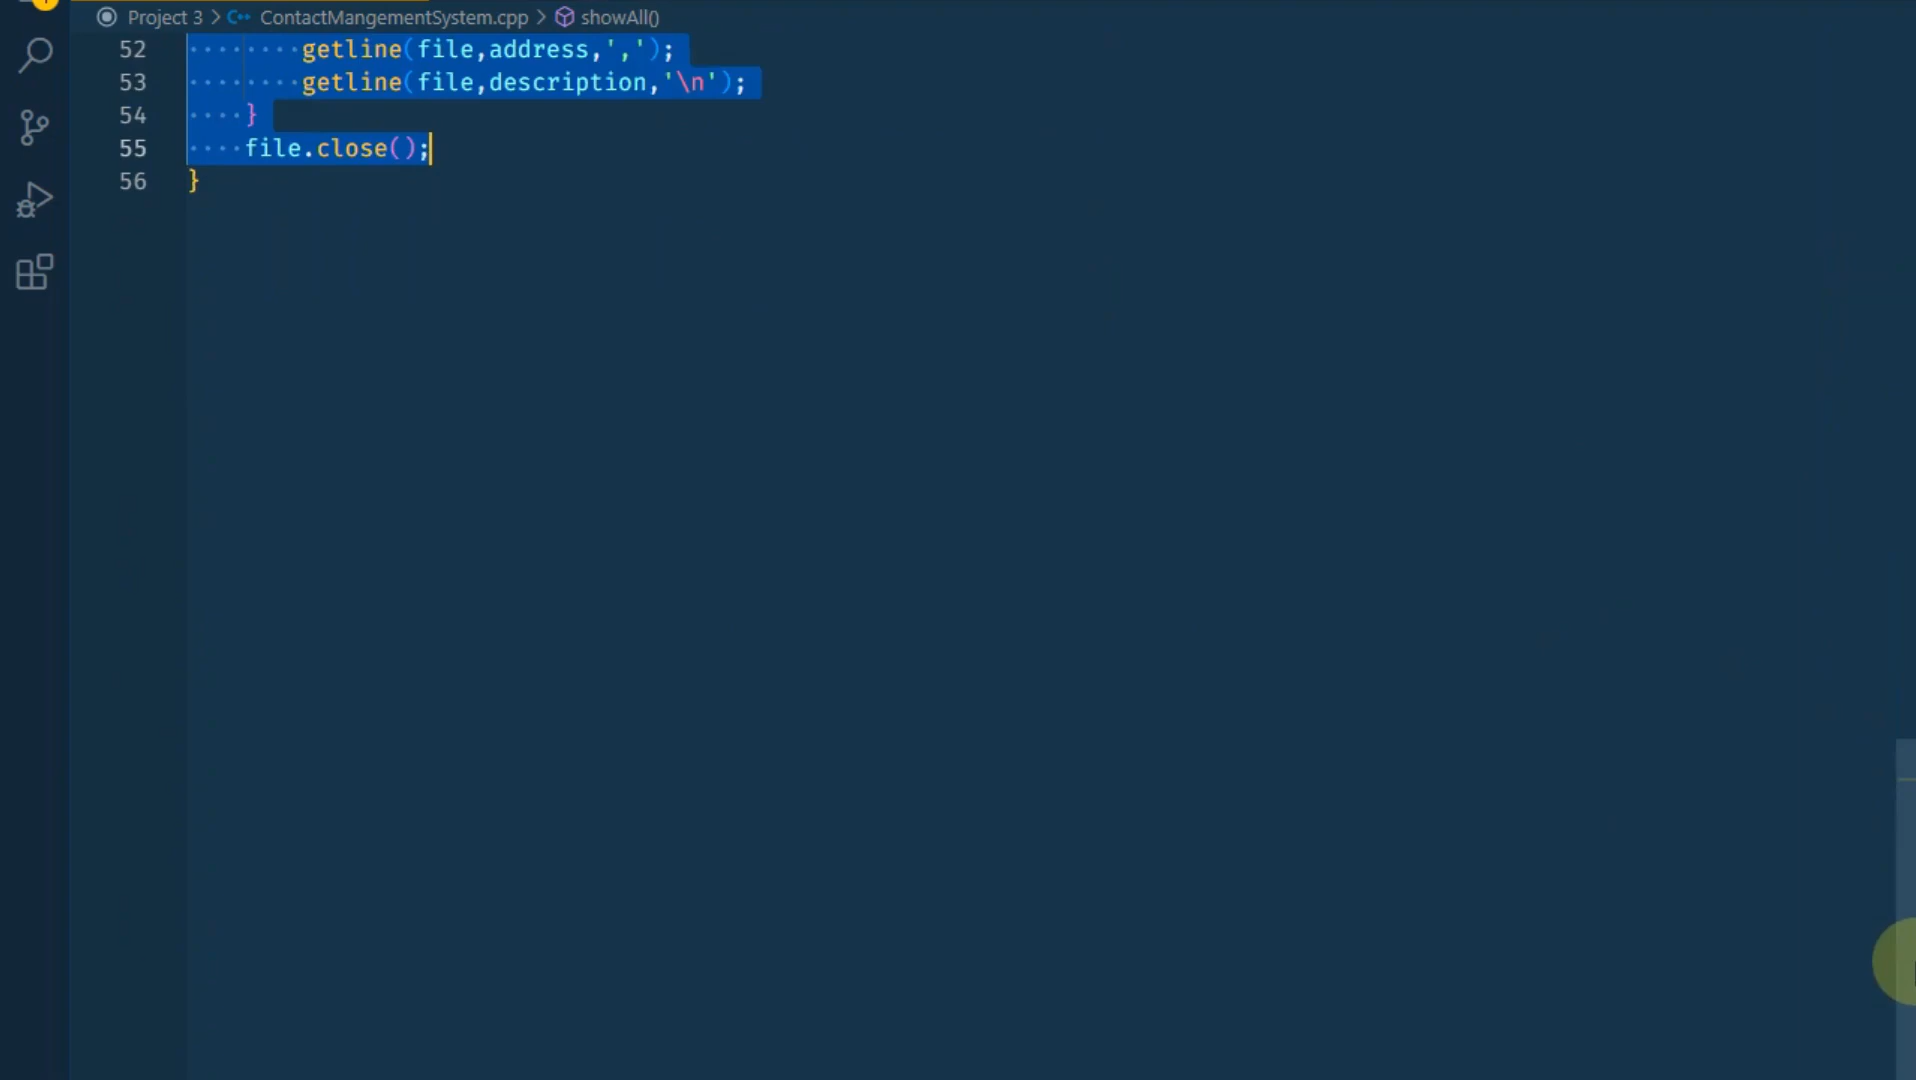 Project 3 > C++ ContactMangementSystem.cpp > showAll()
52 getline(file,address,',');
53 getline(file,description,'\n');
54 }
55 file.close();
56 }